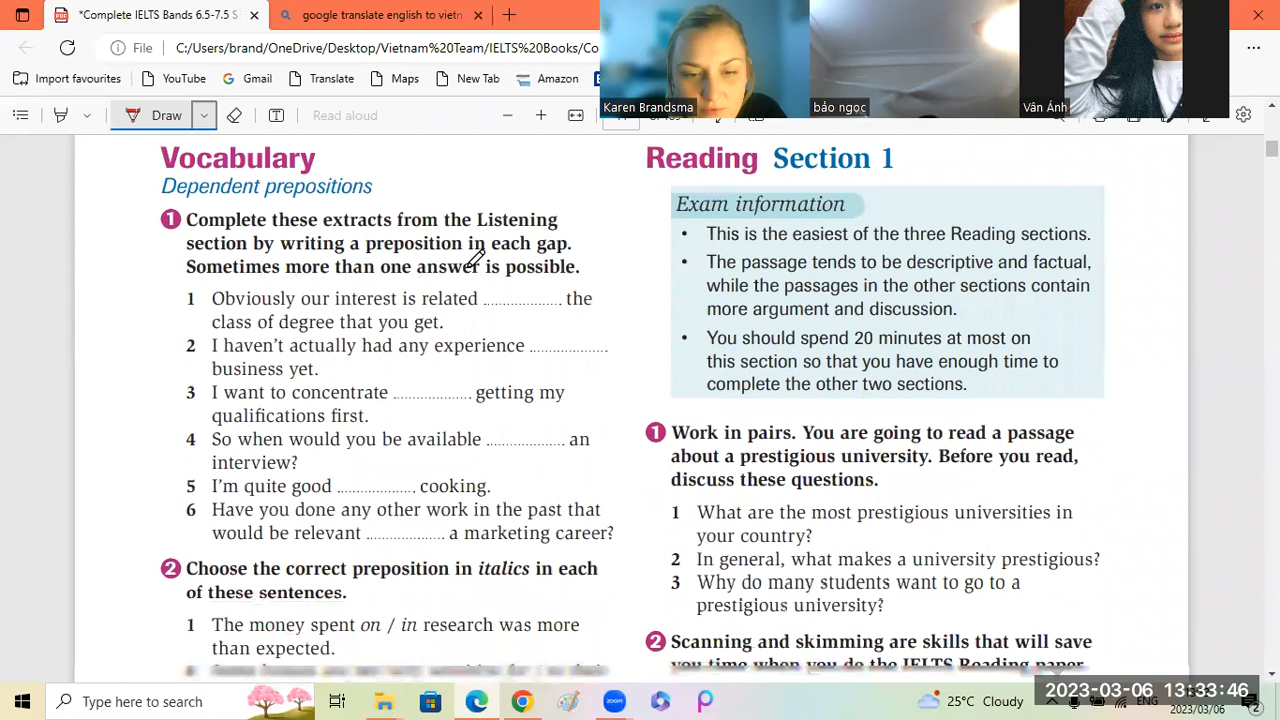 *Complete IELTS 6.5-7.5 S
google translate english to vietn
File
C:/Users/brand/OneDrive/Desktop/Vietnam%20Team/IELTS%20Books/Co
Import favourites
YouTube
Gmail
Translate
Maps
New Tab
Amazon
Draw
Read aloud
Karen Brandsma
bảo ngọc
Vân Ánh
Vocabulary
Dependent prepositions
1 Complete these extracts from the Listening
section by writing a preposition in each gap.
Sometimes more than one answer is possible.
1 Obviously our interest is related .................. the
class of degree that you get.
2 I haven't actually had any experience ..................
business yet.
3 I want to concentrate .................. getting my
qualifications first.
4 So when would you be available .................. an
interview?
5 I'm quite good .................. cooking.
6 Have you done any other work in the past that
would be relevant .................. a marketing career?
2 Choose the correct preposition in italics in each
of these sentences.
1 The money spent on / in research was more
than expected.
Reading Section 1
Exam information
• This is the easiest of the three Reading sections.
• The passage tends to be descriptive and factual,
while the passages in the other sections contain
more argument and discussion.
• You should spend 20 minutes at most on
this section so that you have enough time to
complete the other two sections.
1 Work in pairs. You are going to read a passage
about a prestigious university. Before you read,
discuss these questions.
1 What are the most prestigious universities in
your country?
2 In general, what makes a university prestigious?
3 Why do many students want to go to a
prestigious university?
2 Scanning and skimming are skills that will save
you time when you do the IELTS Reading paper
Type here to search
25°C Cloudy
ENG
2023-03-06 13:33:46
2023/03/06